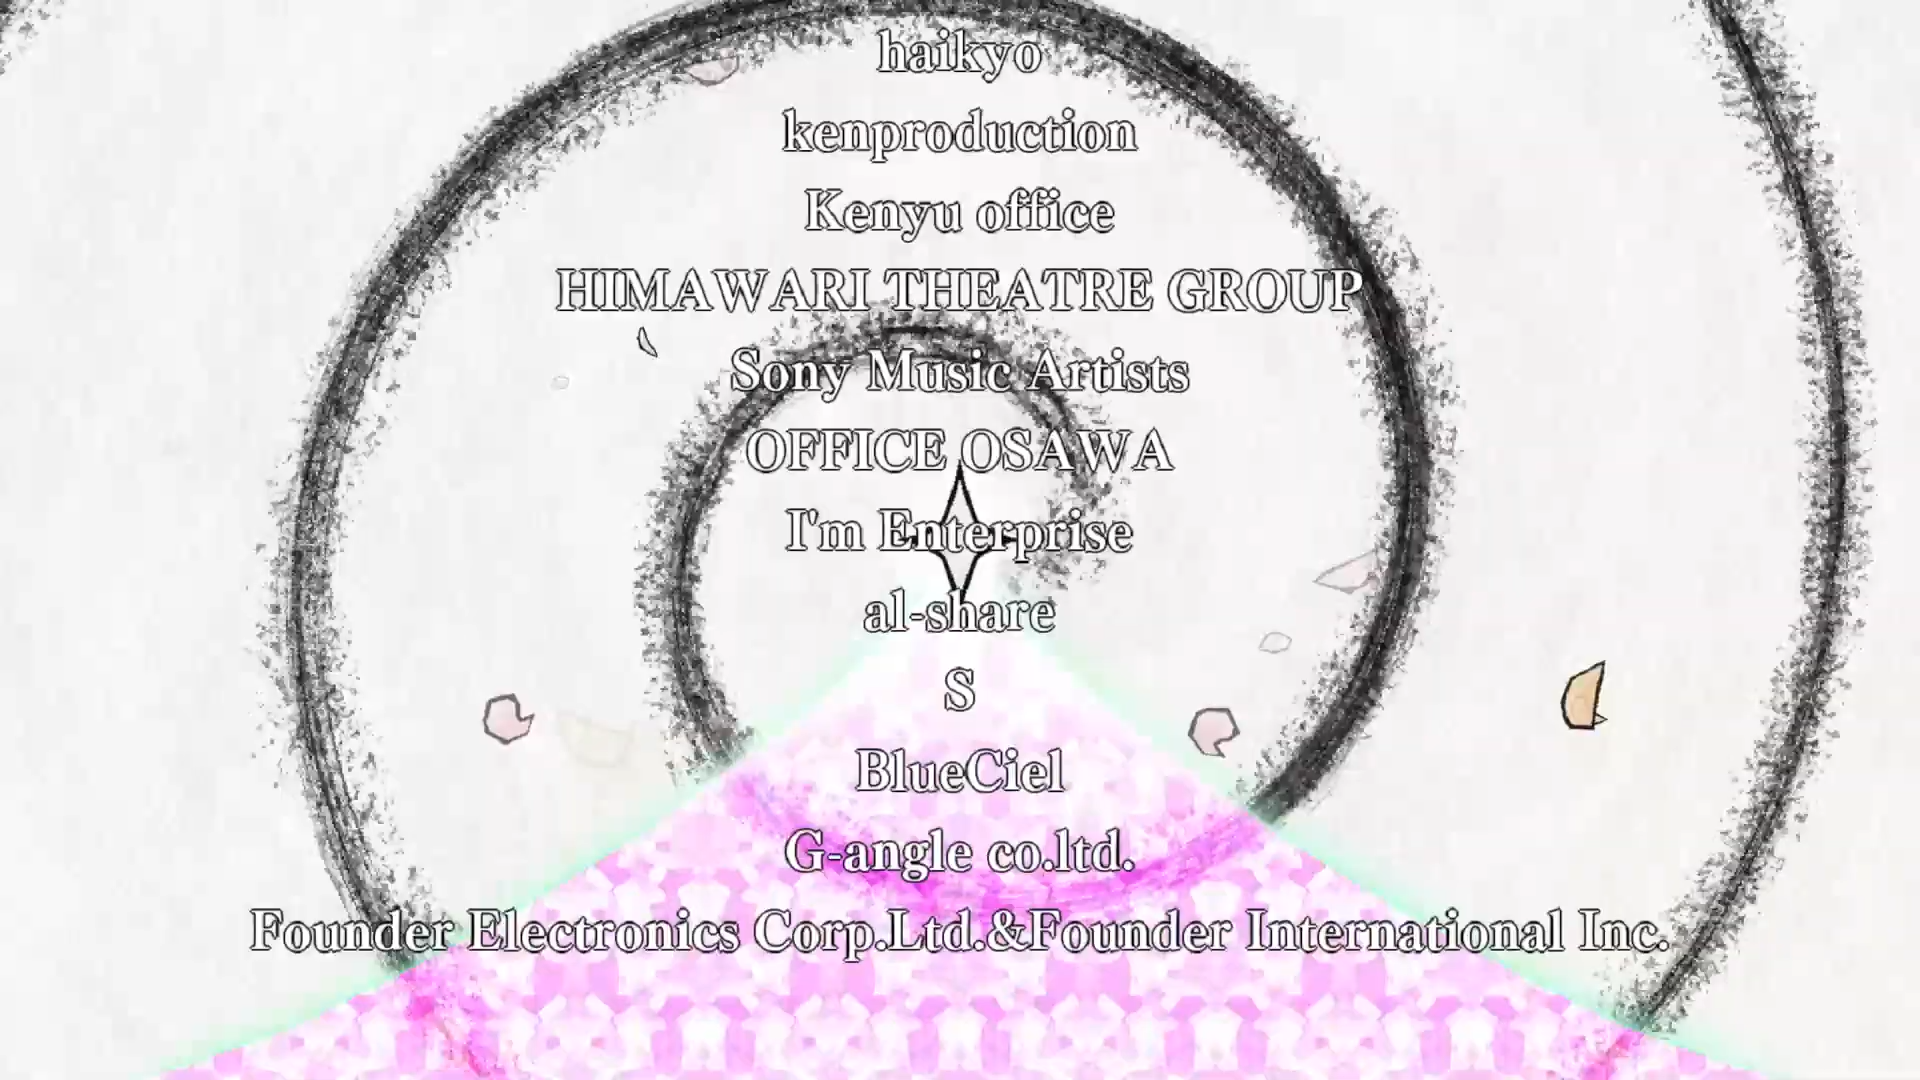 haikyo
kenproduction
Kenyu office
HIMAWARI THEATRE GROUP
Sony Music Artists
OFFICE OSAWA
I'm Enterprise
al-share
S
BlueCiel
G-angle co.ltd.
Founder Electronics Corp.Ltd.&Founder International Inc.